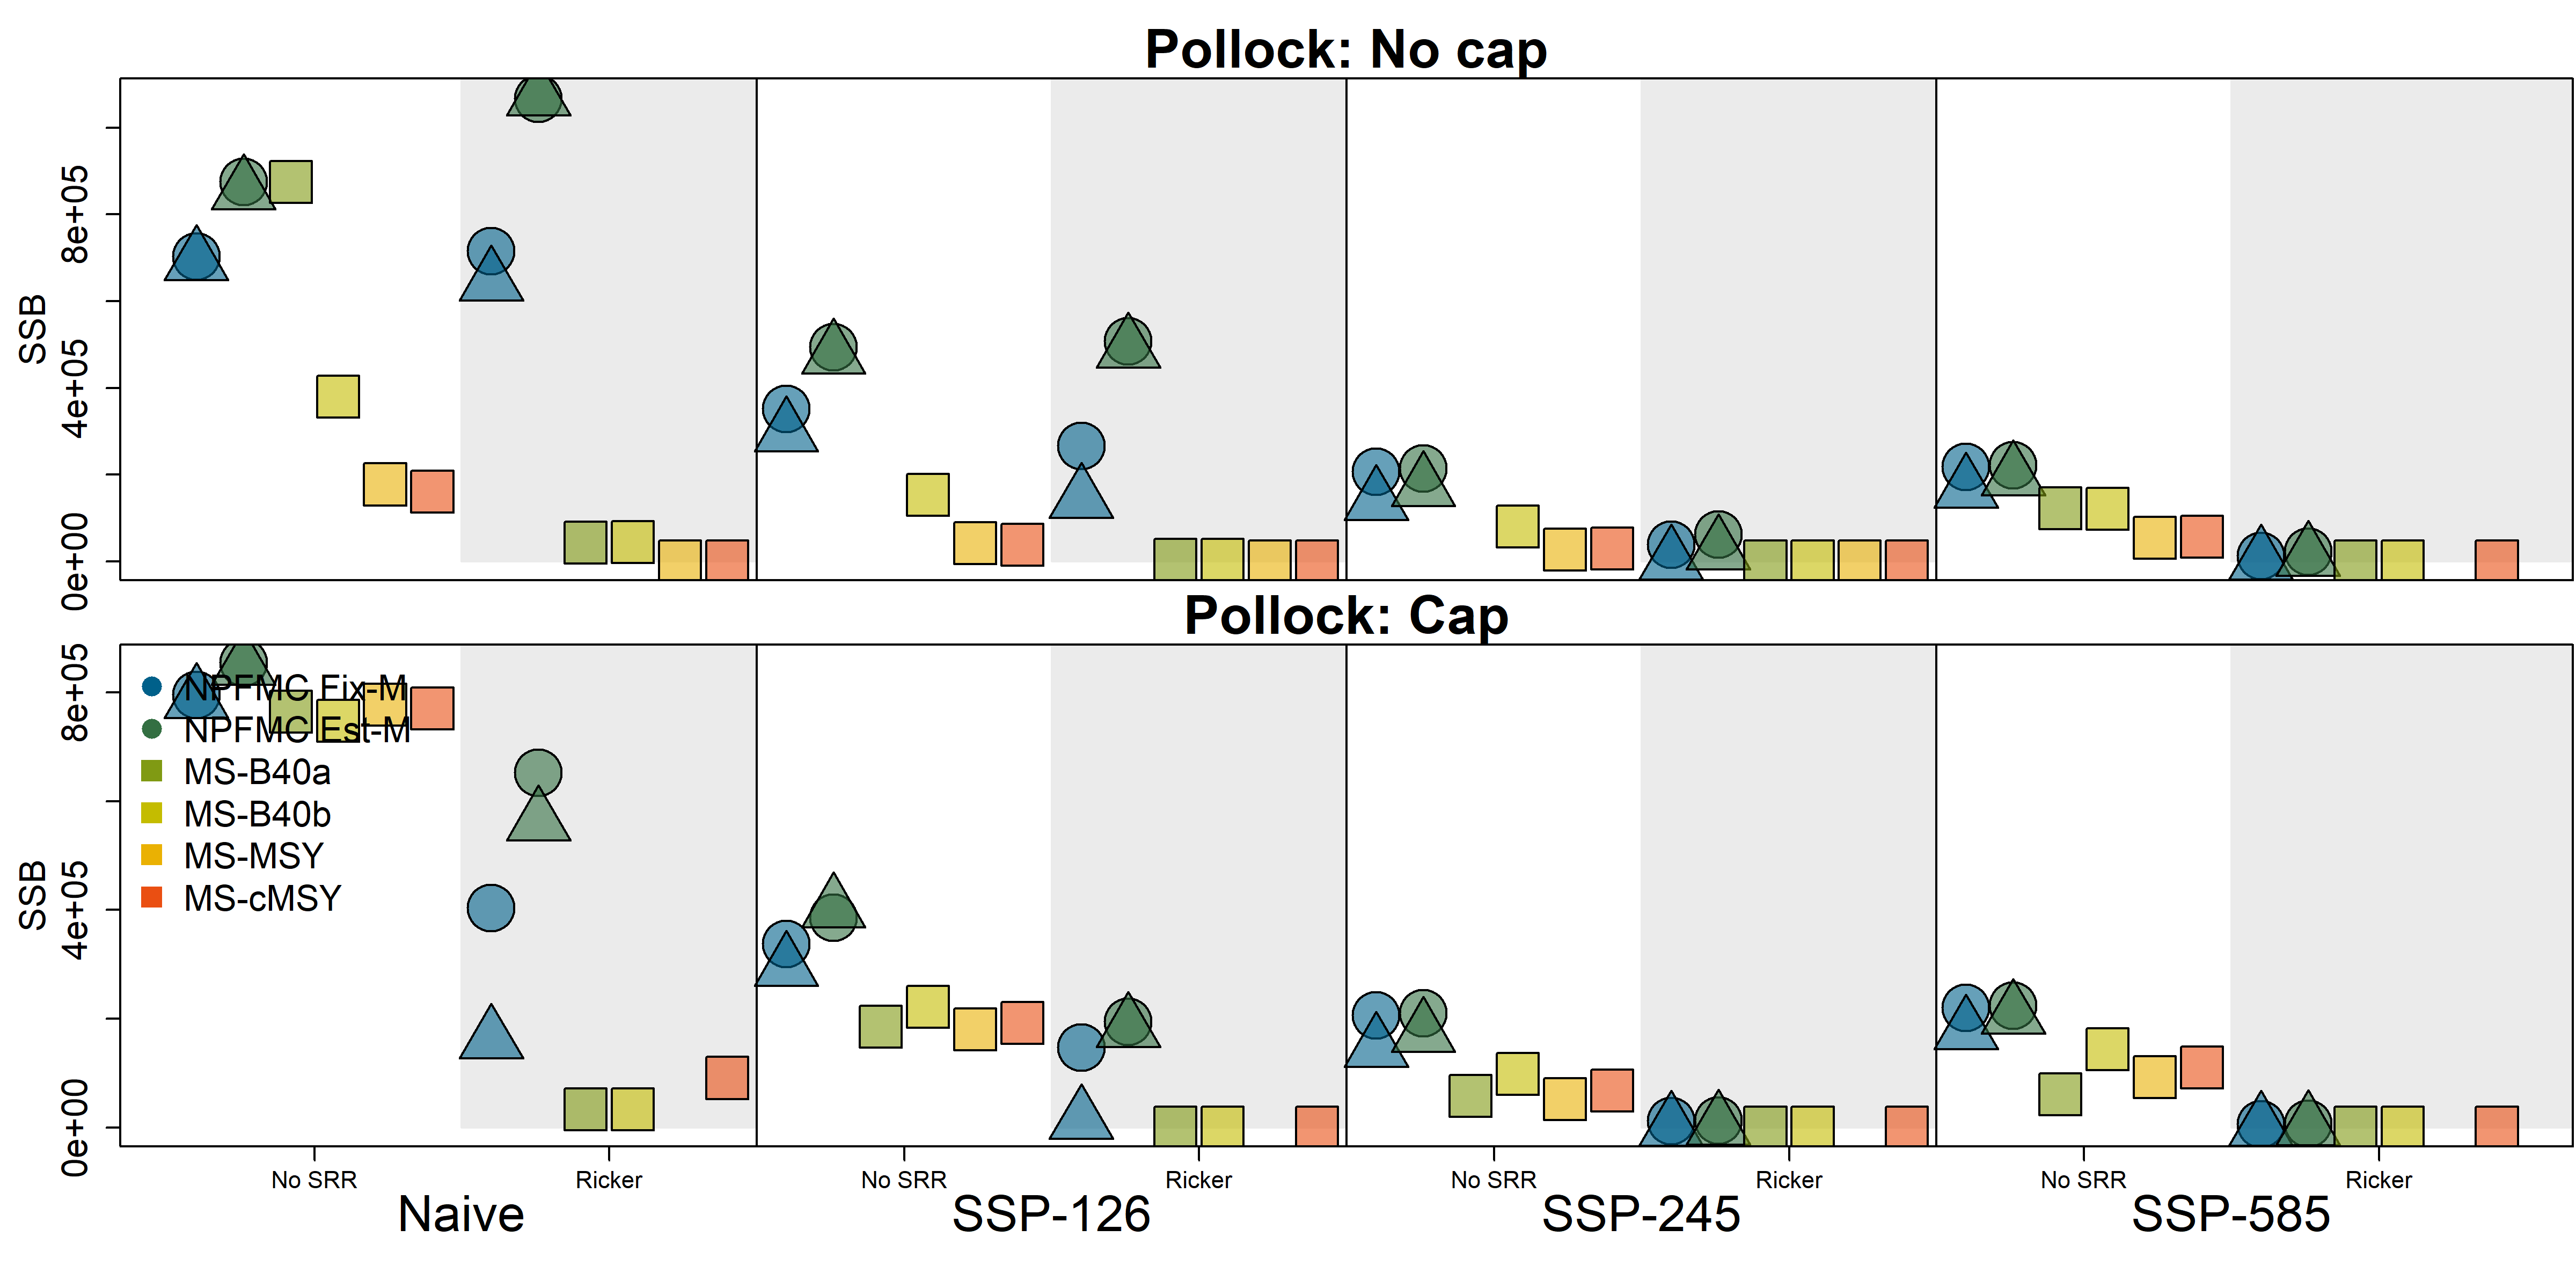 Pollock: No cap
SSB
8e+05
4e+05
0e+00
Pollock: Cap
SSB
8e+05
4e+05
0e+00
NPFMC Fix-M
NPFMC Est-M
MS-B40a
MS-B40b
MS-MSY
MS-cMSY
No SRR Ricker No SRR Ricker No SRR Ricker No SRR Ricker
Naive SSP-126 SSP-245 SSP-585